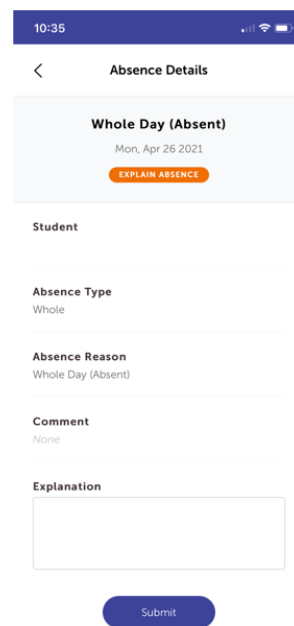 10:35
Absence Details
Whole Day (Absent)
Mon, Apr 26 2021
EXPLAIN ABSENCE
Student
Absence Type
Whole
Absence Reason
Whole Day (Absent)
Comment
None
Explanation
Submit